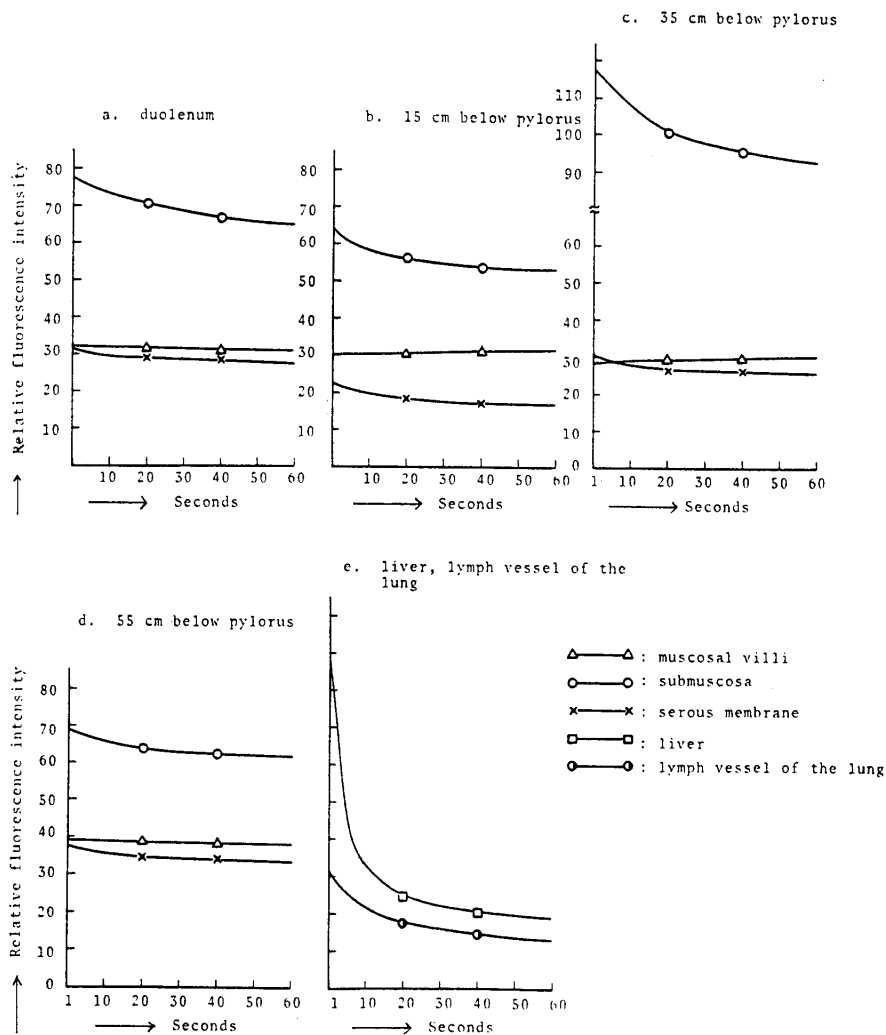 c. 35 cm below pylorus
a. duolenum
b. 15 cm below pylorus
Relative fluorescence intensity
80
70
60
50
40
30
20
10
10 20 30 40 50 60
Seconds
80
70
60
50
40
30
20
10
10 20 30 40 50 60
Seconds
110
100
90
60
50
40
30
20
10
0
1 10 20 30 40 50 60
Seconds
d. 55 cm below pylorus
e. liver, lymph vessel of the
lung
Relative fluorescence intensity
80
70
60
50
40
30
20
10
0
1 10 20 30 40 50 60
Seconds
1 10 20 30 40 50 60
Seconds
: muscosal villi
: submuscosa
: serous membrane
: liver
: lymph vessel of the lung